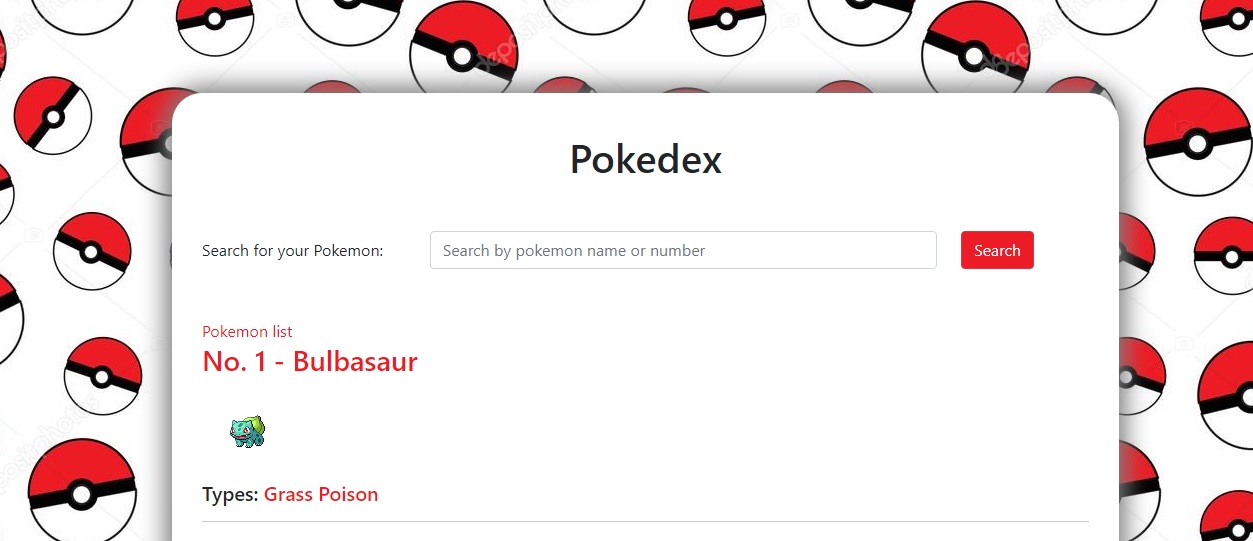 Pokedex
Search for your Pokemon:
Search by pokemon name or number
Search
Pokemon list
No. 1 - Bulbasaur
Types: Grass Poison